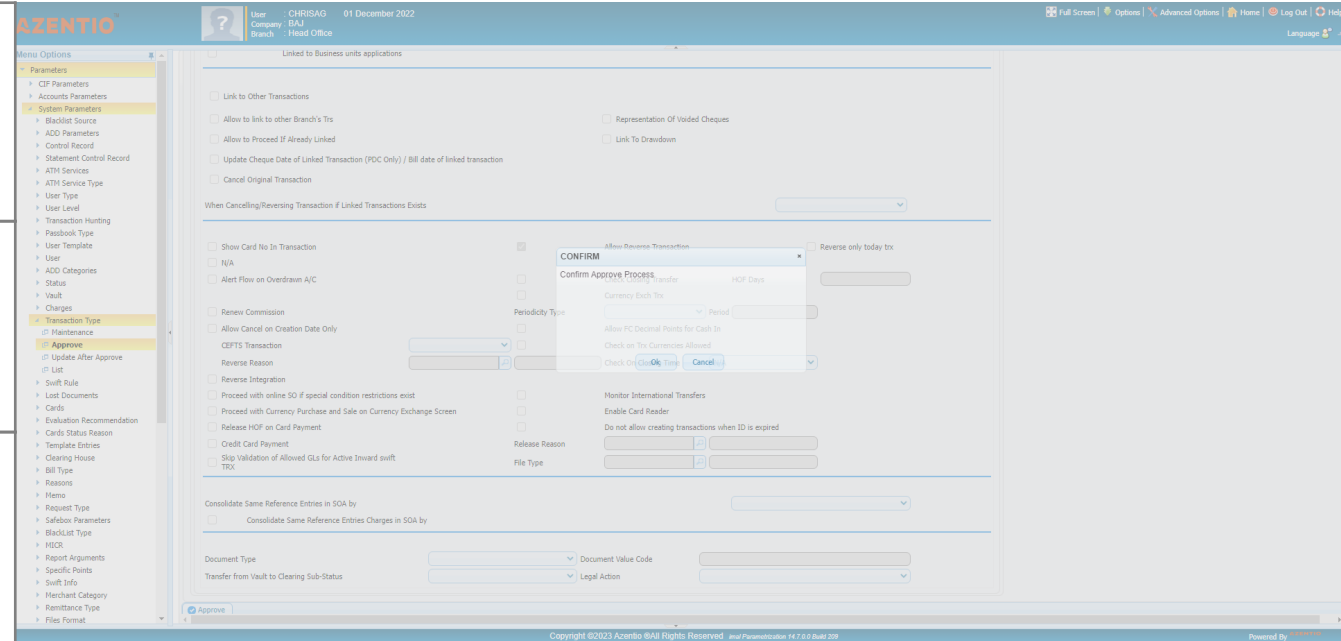 AZENTIO
User : CHRISAG 01 December 2022
Company : BAJ
Branch : Head Office
Full Screen | Options | Advanced Options | Home | Log Out | Help
Language
Menu Options
Parameters
CIF Parameters
Accounts Parameters
System Parameters
Blacklist Source
ADD Parameters
Control Record
Statement Control Record
ATM Services
ATM Service Type
User Type
User Level
Transaction Hunting
Passbook Type
User Template
User
ADD Categories
Status
Vault
Charges
Transaction Type
Maintenance
Approve
Update After Approve
List
Swift Rule
Lost Documents
Cards
Evaluation Recommendation
Cards Status Reason
Template Entries
Clearing House
Bill Type
Reasons
Memo
Request Type
Safebox Parameters
BlackList Type
MICR
Report Arguments
Specific Points
Swift Info
Merchant Category
Remittance Type
Files Format
Linked to Business units applications
Link to Other Transactions
Allow to link to other Branch's Trs Representation Of Voided Cheques
Allow to Proceed If Already Linked Link To Drawdown
Update Cheque Date of Linked Transaction (PDC Only) / Bill date of linked transaction
Cancel Original Transaction
When Cancelling/Reversing Transaction if Linked Transactions Exists
Show Card No In Transaction Allow Reverse Transaction Reverse only today trx
N/A
Alert Flow on Overdrawn A/C Transfer HOF Days
Currency Exch Trx
Renew Commission Periodicity Type Period
Allow Cancel on Creation Date Only Allow FC Decimal Points for Cash In
CEFTS Transaction Check on Trx Currencies Allowed
Reverse Reason Check On
Reverse Integration
Proceed with online SO if special condition restrictions exist Monitor International Transfers
Proceed with Currency Purchase and Sale on Currency Exchange Screen Enable Card Reader
Release HOF on Card Payment Do not allow creating transactions when ID is expired
Credit Card Payment Release Reason
Skip Validation of Allowed GLs for Active Inward swift TRX File Type
CONFIRM
Confirm Approve Process
Ok Cancel
Consolidate Same Reference Entries in SOA by
Consolidate Same Reference Entries Charges in SOA by
Document Type Document Value Code
Transfer from Vault to Clearing Sub-Status Legal Action
Approve
Copyright ©2023 Azentio ®All Rights Reserved imal Parametrization 14.7.0.0 Build 209
Powered By